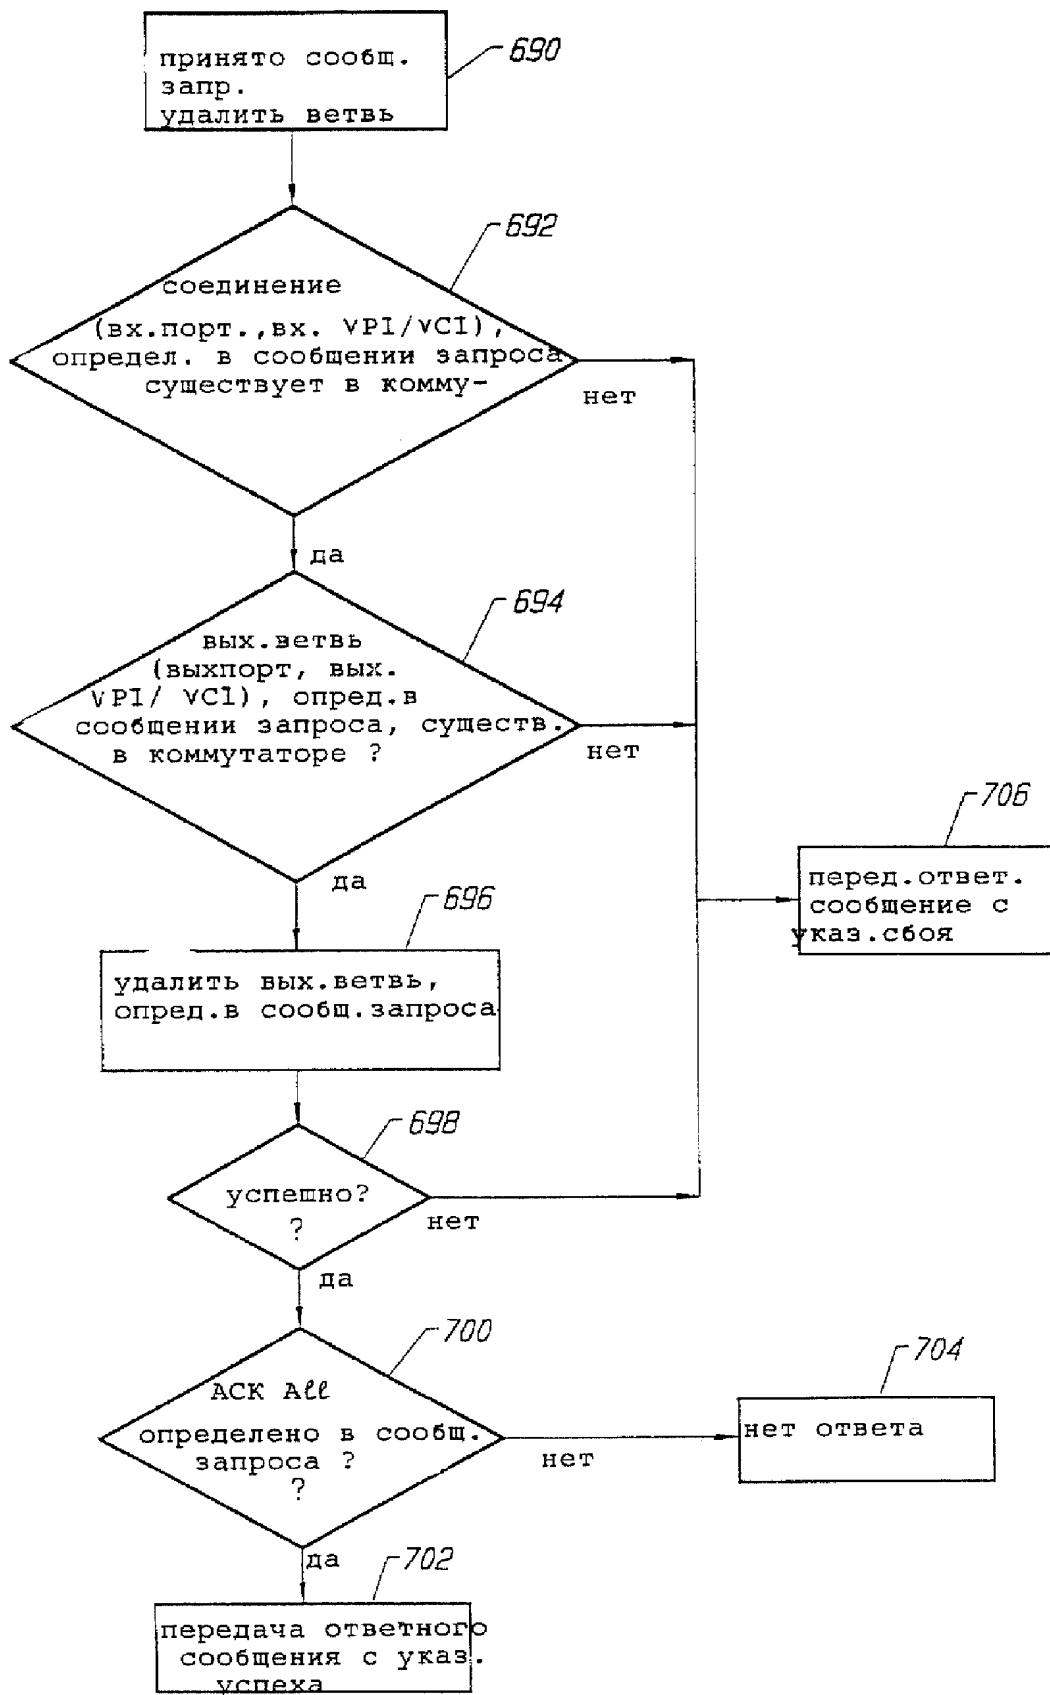 принято сообщ.
запр.
удалить ветвь
690
692
соединение
(вх.порт.,вх. VPI/VCI),
определ. в сообщении запроса
существует в комму-
нет
да
694
вых.ветвь
(выхпорт, вых.
VPI/ VCl), опред.в
сообщении запроса, существ.
в коммутаторе ?
нет
706
перед.ответ.
сообщение с
указ.сбоя
да
696
удалить вых.ветвь,
опред.в сообщ.запроса
698
успешно?
?
нет
да
700
ACK All
определено в сообщ.
запроса ?
?
нет
704
нет ответа
да
702
передача ответного
сообщения с указ.
успеха